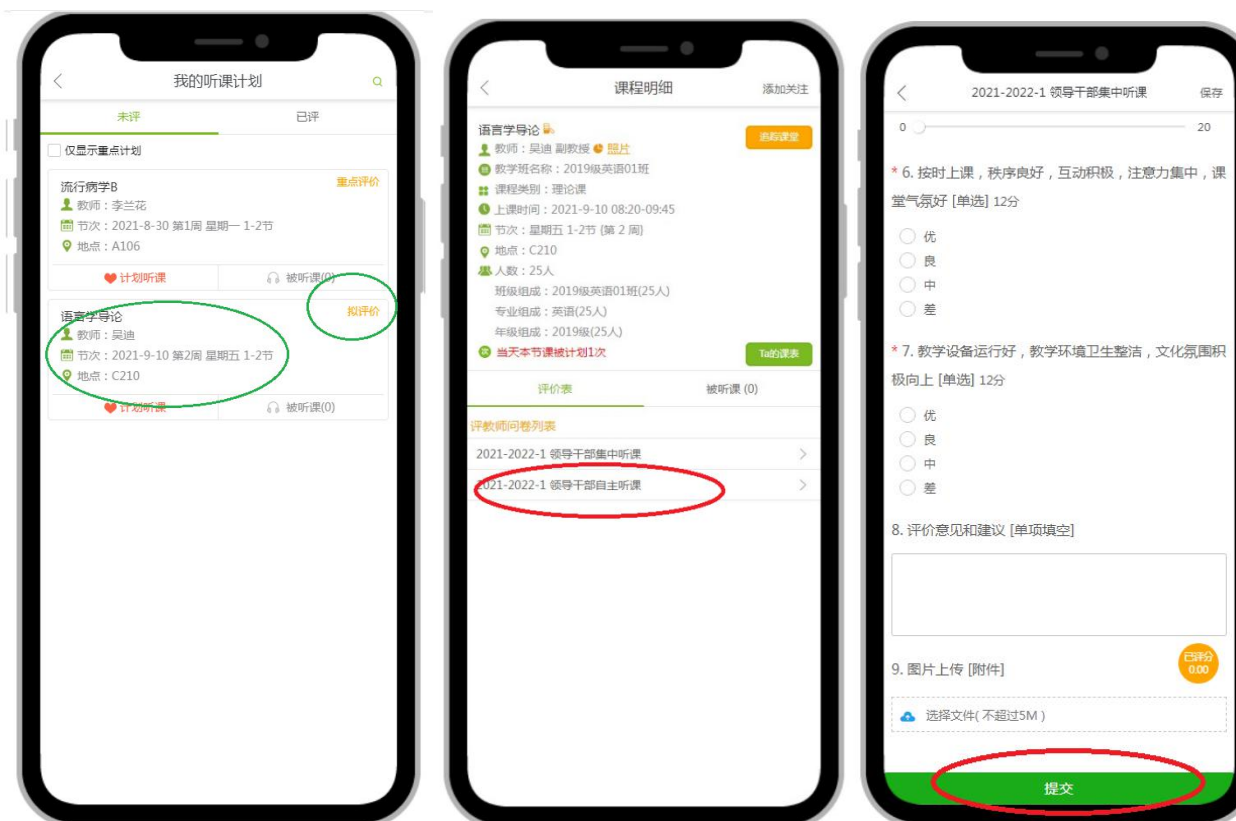 我的听课计划
未评
已评
仅显示重点计划
流行病学B
重点评价
教师：李兰花
节次：2021-8-30 第1周 星期一 1-2节
地点：A106
计划听课
被听课(0)
语言学导论
拟评价
教师：吴迪
节次：2021-9-10 第2周 星期五 1-2节
地点：C210
计划听课
被听课(0)
课程明细
添加关注
语言学导论
追踪课堂
教师：吴迪 副教授 照片
教学班名称：2019级英语01班
课程类别：理论课
上课时间：2021-9-10 08:20-09:45
节次：星期五 1-2节 (第 2 周)
地点：C210
人数：25人
班级组成：2019级英语01班(25人)
专业组成：英语(25人)
年级组成：2019级(25人)
当天本节课被计划1次
Ta的课表
评价表
被听课 (0)
评教师问卷列表
2021-2022-1 领导干部集中听课
2021-2022-1 领导干部自主听课
2021-2022-1 领导干部集中听课
保存
0
20
* 6. 按时上课，秩序良好，互动积极，注意力集中，课
堂气氛好 [单选] 12分
优
良
中
差
* 7. 教学设备运行好，教学环境卫生整洁，文化氛围积
极向上 [单选] 12分
优
良
中
差
8. 评价意见和建议 [单项填空]
已评分
0.00
9. 图片上传 [附件]
选择文件( 不超过5M )
提交